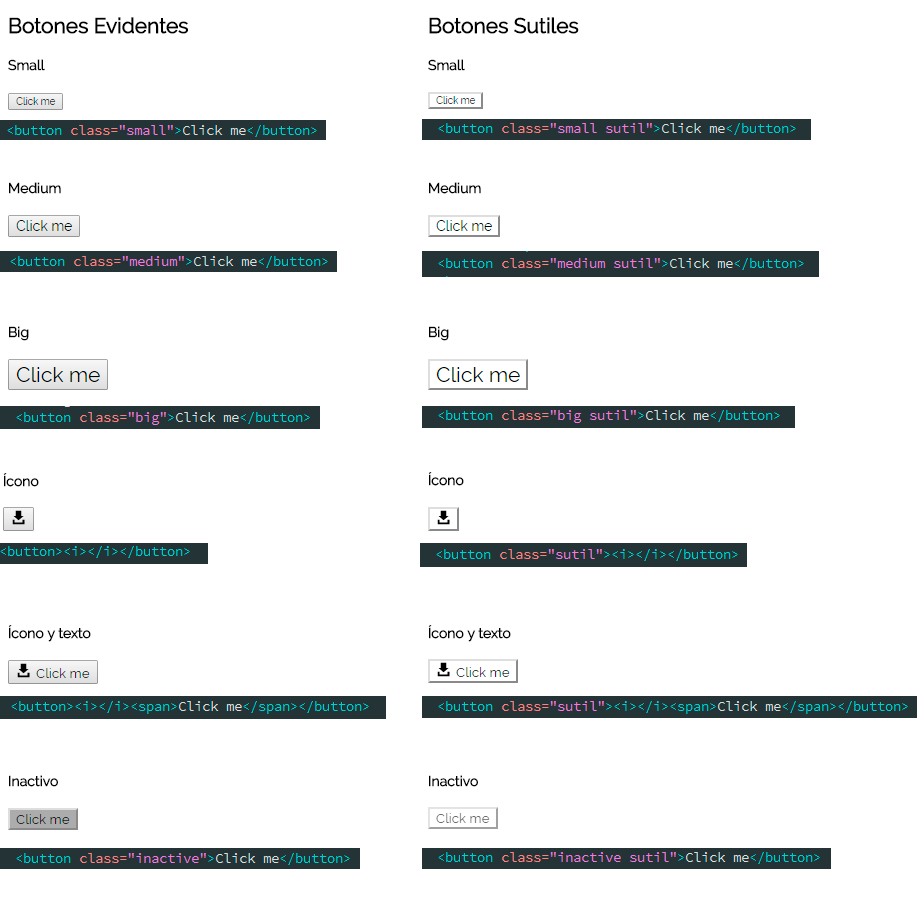 Botones Evidentes
Small
Click me
<button class="small">Click me</button>
Medium
Click me
<button class="medium">Click me</button>
Big
Click me
<button class="big">Click me</button>
Ícono
<button><i></i></button>
Ícono y texto
Click me
<button><i></i><span>Click me</span></button>
Inactivo
Click me
<button class="inactive">Click me</button>
Botones Sutiles
Small
Click me
<button class="small sutil">Click me</button>
Medium
Click me
<button class="medium sutil">Click me</button>
Big
Click me
<button class="big sutil">Click me</button>
Ícono
<button class="sutil"><i></i></button>
Ícono y texto
Click me
<button class="sutil"><i></i><span>Click me</span></button>
Inactivo
Click me
<button class="inactive sutil">Click me</button>